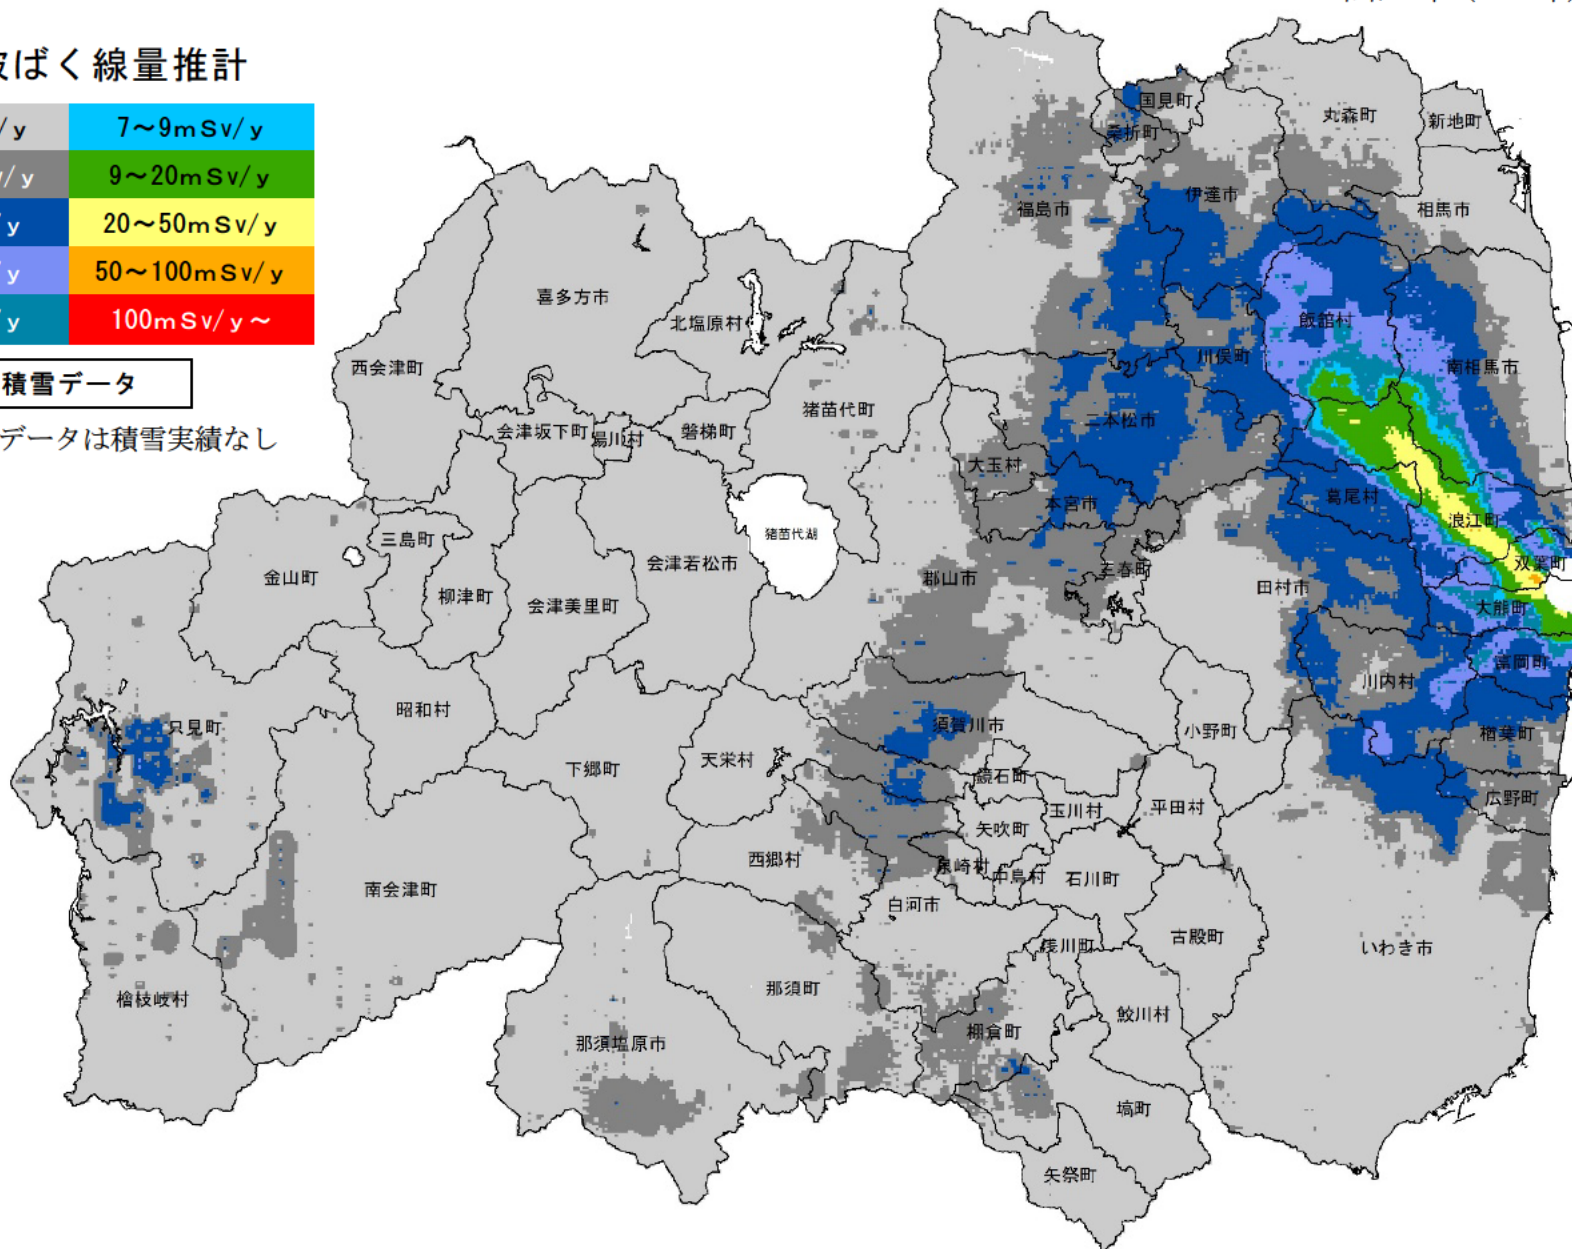 ばく線量推計
/y 7～9mSv/y
/y 9～20mSv/y
/y 20～50mSv/y
/y 50～100mSv/y
/y 100mSv/y～
積雪データ
データは積雪実績なし
国見町
桑折町
丸森町
新地町
伊達市
福島市
相馬市
喜多方市
北塩原村
飯舘村
川俣町
西会津町
南相馬市
猪苗代町
二本松市
会津坂下町
湯川村
磐梯町
大玉村
本宮市
葛尾村
浪江町
猪苗代湖
三島町
会津若松市
双葉町
金山町
郡山市
三春町
田村市
柳津町
会津美里町
大熊町
富岡町
川内村
昭和村
只見町
須賀川市
小野町
楢葉町
天栄村
下郷町
鏡石町
広野町
玉川村
平田村
矢吹町
西郷村
泉崎村
中島村
石川町
南会津町
白河市
古殿町
浅川町
いわき市
那須町
檜枝岐村
鮫川村
棚倉町
那須塩原市
塙町
矢祭町